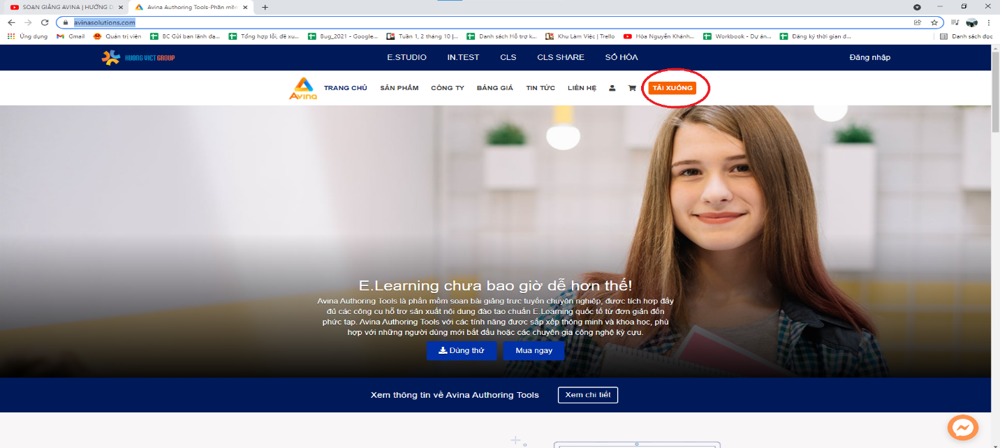 SOẠN GIẢNG AVINA | HƯỚNG D
Avina Authoring Tools-Phần mềm
avinasolutions.com
Ứng dụng
Gmail
Quản trị viên
BC Gửi ban lãnh đạ...
Tổng hợp lỗi, đề xu...
Bug_2021 - Google...
Tuần 1, 2 tháng 10 |...
Danh sách Hỗ trợ k...
Khu Làm Việc | Trello
Hòa Nguyễn Khánh...
Workbook - Dự án...
Đăng ký thời gian đ...
Danh sách đọc
HUONG VIET GROUP
E.STUDIO
IN.TEST
CLS
CLS SHARE
SỐ HÓA
Đăng nhập
Avina
TRANG CHỦ
SẢN PHẨM
CÔNG TY
BẢNG GIÁ
TIN TỨC
LIÊN HỆ
TẢI XUỐNG
E.Learning chưa bao giờ dễ hơn thế!
Avina Authoring Tools là phần mềm soạn bài giảng trực tuyến chuyên nghiệp; được tích hợp đầy
đủ các công cụ hỗ trợ sản xuất nội dung đào tạo chuẩn E.Learning quốc tế từ đơn giản đến
phức tạp. Avina Authoring Tools với các tính năng được sắp xếp thông minh và khoa học, phù
hợp với những người dùng mới bắt đầu hoặc các chuyên gia công nghệ kỳ cựu.
Dùng thử
Mua ngay
Xem thông tin về Avina Authoring Tools
Xem chi tiết